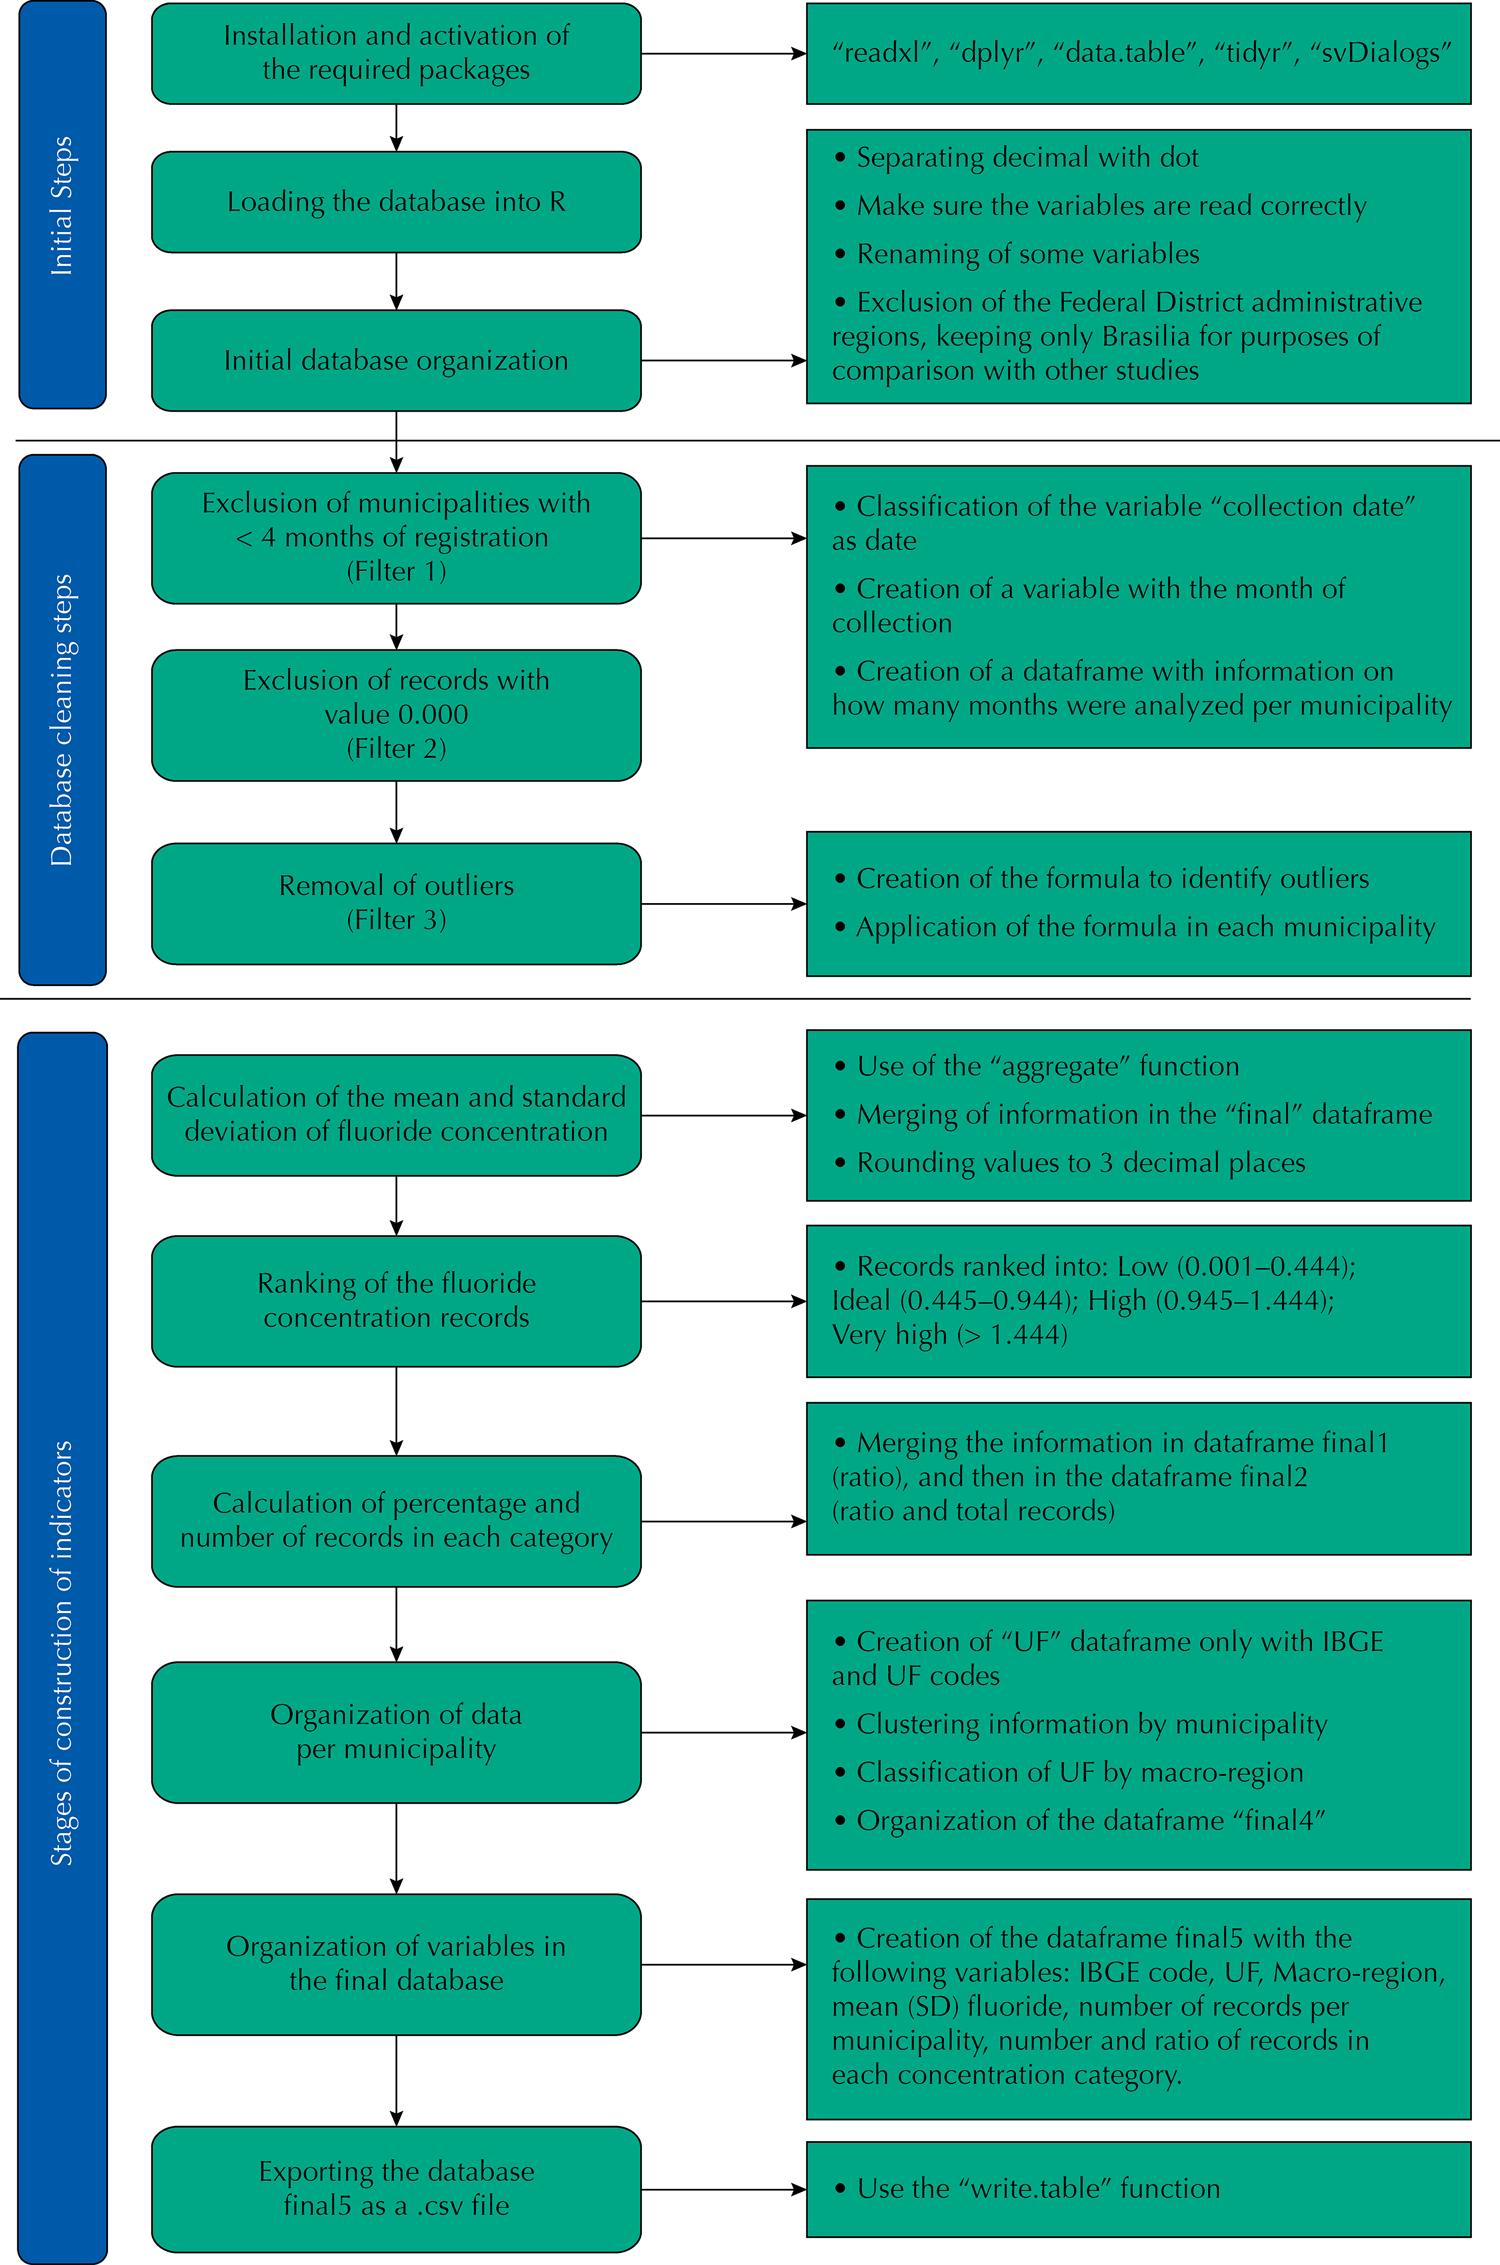 Initial Steps
Installation and activation of
the required packages
“readxl”, “dplyr”, “data.table”, “tidyr”, “svDialogs”
Loading the database into R
Initial database organization
• Separating decimal with dot
• Make sure the variables are read correctly
• Renaming of some variables
• Exclusion of the Federal District administrative
regions, keeping only Brasilia for purposes of
comparison with other studies
Database cleaning steps
Exclusion of municipalities with
< 4 months of registration
(Filter 1)
• Classification of the variable “collection date”
as date
• Creation of a variable with the month of
collection
• Creation of a dataframe with information on
how many months were analyzed per municipality
Exclusion of records with
value 0.000
(Filter 2)
Removal of outliers
(Filter 3)
• Creation of the formula to identify outliers
• Application of the formula in each municipality
Stages of construction of indicators
Calculation of the mean and standard
deviation of fluoride concentration
• Use of the “aggregate” function
• Merging of information in the “final” dataframe
• Rounding values to 3 decimal places
Ranking of the fluoride
concentration records
• Records ranked into: Low (0.001–0.444);
Ideal (0.445–0.944); High (0.945–1.444);
Very high (> 1.444)
Calculation of percentage and
number of records in each category
• Merging the information in dataframe final1
(ratio), and then in the dataframe final2
(ratio and total records)
Organization of data
per municipality
• Creation of “UF” dataframe only with IBGE
and UF codes
• Clustering information by municipality
• Classification of UF by macro-region
• Organization of the dataframe “final4”
Organization of variables in
the final database
• Creation of the dataframe final5 with the
following variables: IBGE code, UF, Macro-region,
mean (SD) fluoride, number of records per
municipality, number and ratio of records in
each concentration category.
Exporting the database
final5 as a .csv file
• Use the “write.table” function